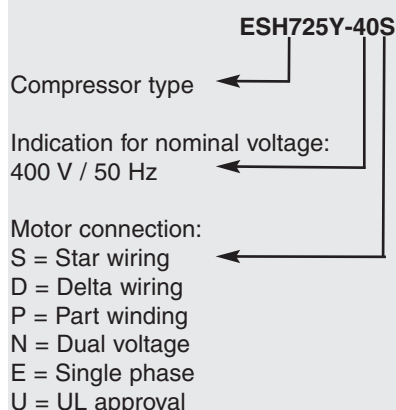 ESH725Y-40S
Compressor type
Indication for nominal voltage:
400 V / 50 Hz
Motor connection:
S = Star wiring
D = Delta wiring
P = Part winding
N = Dual voltage
E = Single phase
U = UL approval